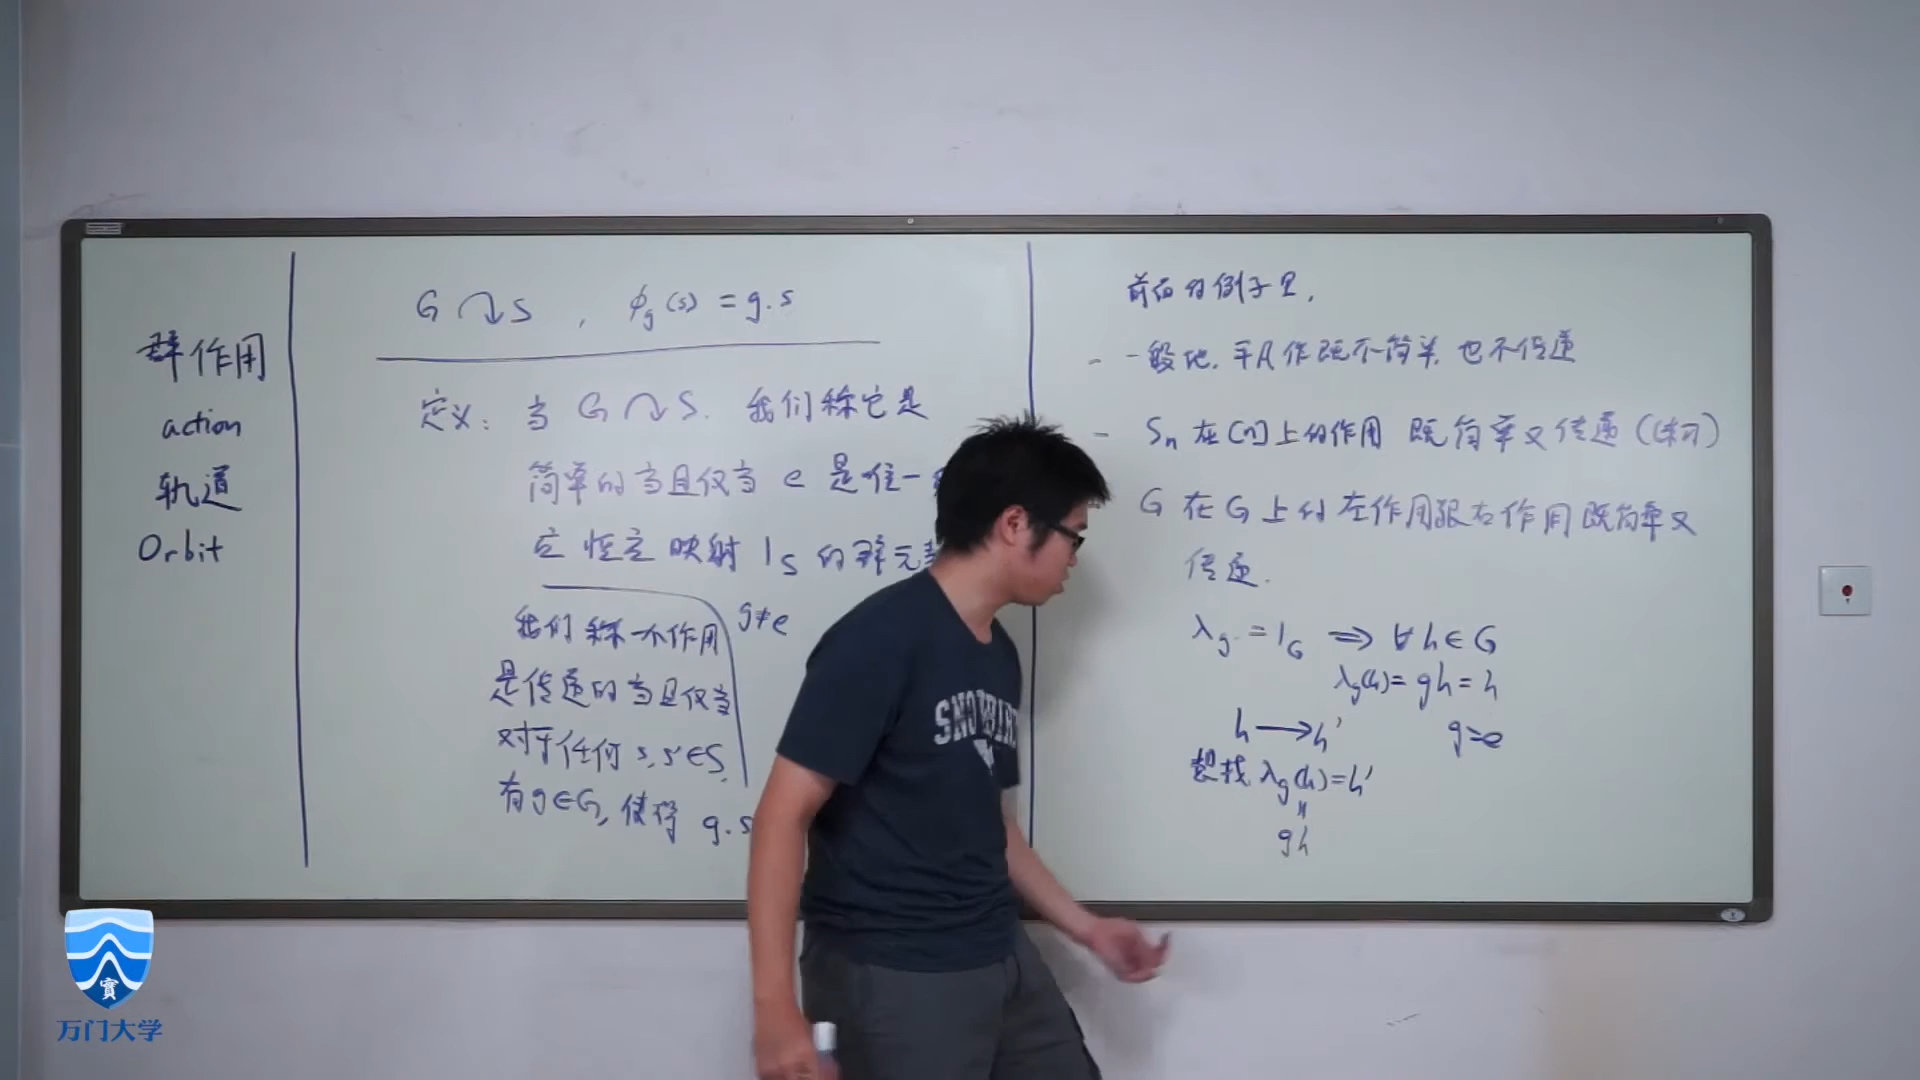 群作用
action
轨道
Orbit
G ↷ S , φ_g(s) = g.s
定义: 当 G ↷ S. 我们称它是
简单的当且仅当 e 是唯一
恒定映射 1_S 的群元素
g≠e
我们称一个作用
是传递的当且仅当
对于任何 s,s'∈S,
有g∈G, 使得 g.s
前面的例子里,
- 一般地, 平凡作既不简单, 也不传递
- S_n 在[n]上的作用 既简单又传递 (
G 在 G 上的左作用跟右作用既简单又
传递.
λ_g = 1_G ⇒ ∀ h ∈ G
λ_g(h) = gh = h
h → h'
g=e
想找 λ_g(h)=h'
"
gh
SNO
實
万门大学